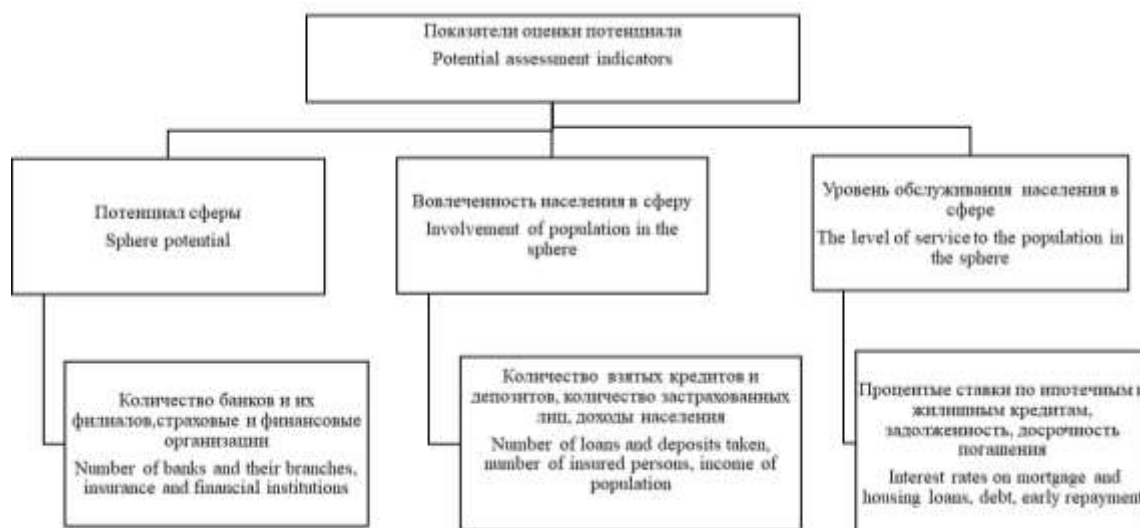 Показатели оценки потенциала
Potential assessment indicators
Потенциал сферы
Sphere potential
Вовлеченность населения в сферу
Involvement of population in the
sphere
Уровень обслуживания населения в
сфере
The level of service to the population in
the sphere
Количество банков и их
филиалов,страховые и финансовые
организации
Number of banks and their branches,
insurance and financial institutions
Количество взятых кредитов и
депозитов, количество застрахованных
лиц, доходы населения
Number of loans and deposits taken,
number of insured persons, income of
population
Процентые ставки по ипотечным и
жилишным кредитам,
задолженность, досрочность
погашения
Interest rates on mortgage and
housing loans, debt, early repayment